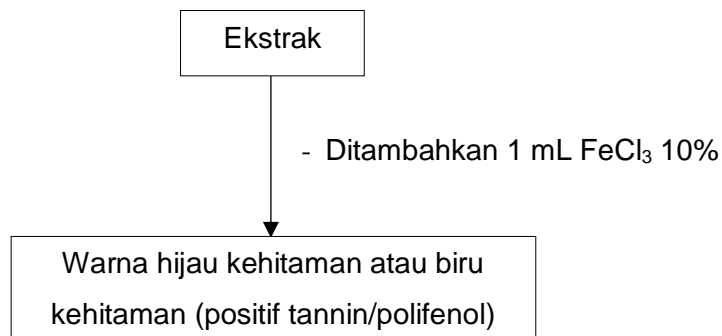 Ekstrak
- Ditambahkan 1 mL FeCl₃ 10%
Warna hijau kehitaman atau biru
kehitaman (positif tannin/polifenol)